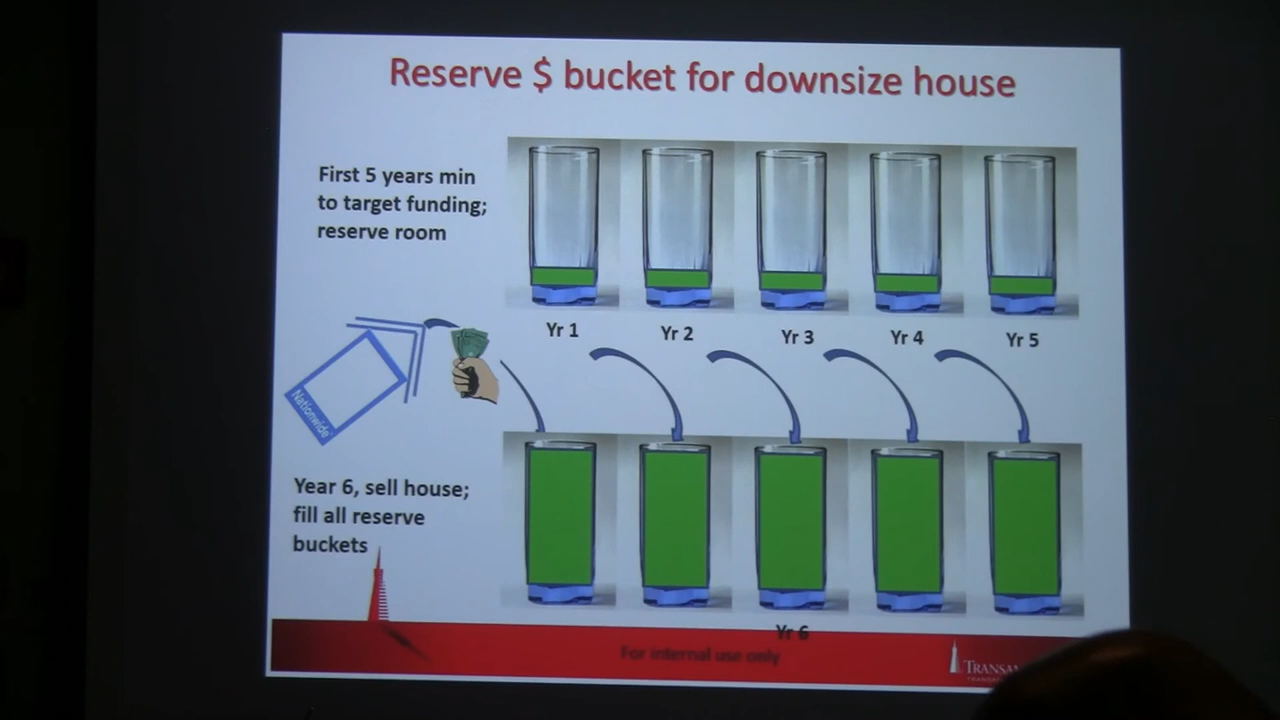 Reserve $ bucket for downsize house
First 5 years min
to target funding;
reserve room
Yr 1
Yr 2
Yr 3
Yr 4
Yr 5
Nationwide
Year 6, sell house;
fill all reserve
buckets
Yr 6
For internal use only